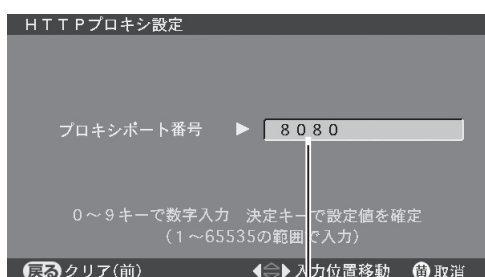 HTTPプロキシ設定
プロキシポート番号 ▶ 8080
0～9キーで数字入力 決定キーで設定値を確定
(1～65535の範囲で入力)
戻る クリア(前) 入力位置移動 黄 取消